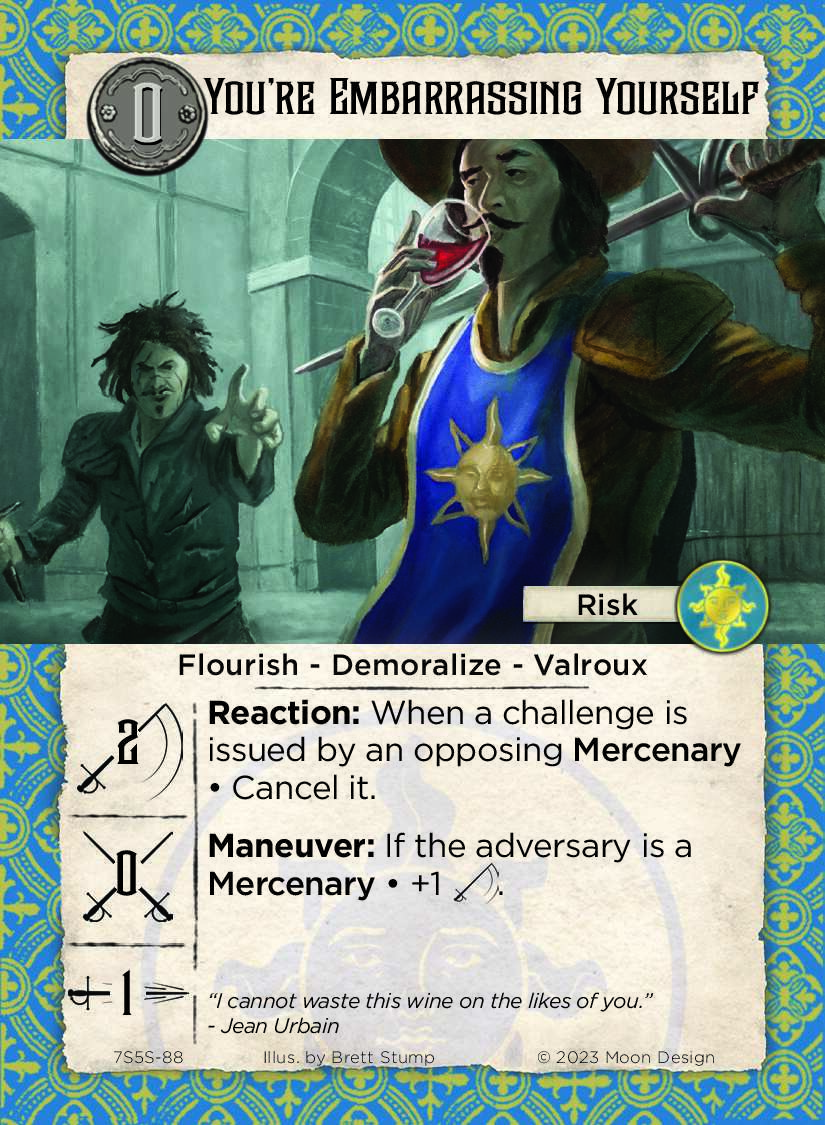 0
You're Embarrassing Yourself
Risk
Flourish - Demoralize - Valroux
2
Reaction: When a challenge is
issued by an opposing Mercenary
• Cancel it.
0
Maneuver: If the adversary is a
Mercenary • +1 .
1
“I cannot waste this wine on the likes of you.”
- Jean Urbain
7S5S-88 Illus. by Brett Stump © 2023 Moon Design